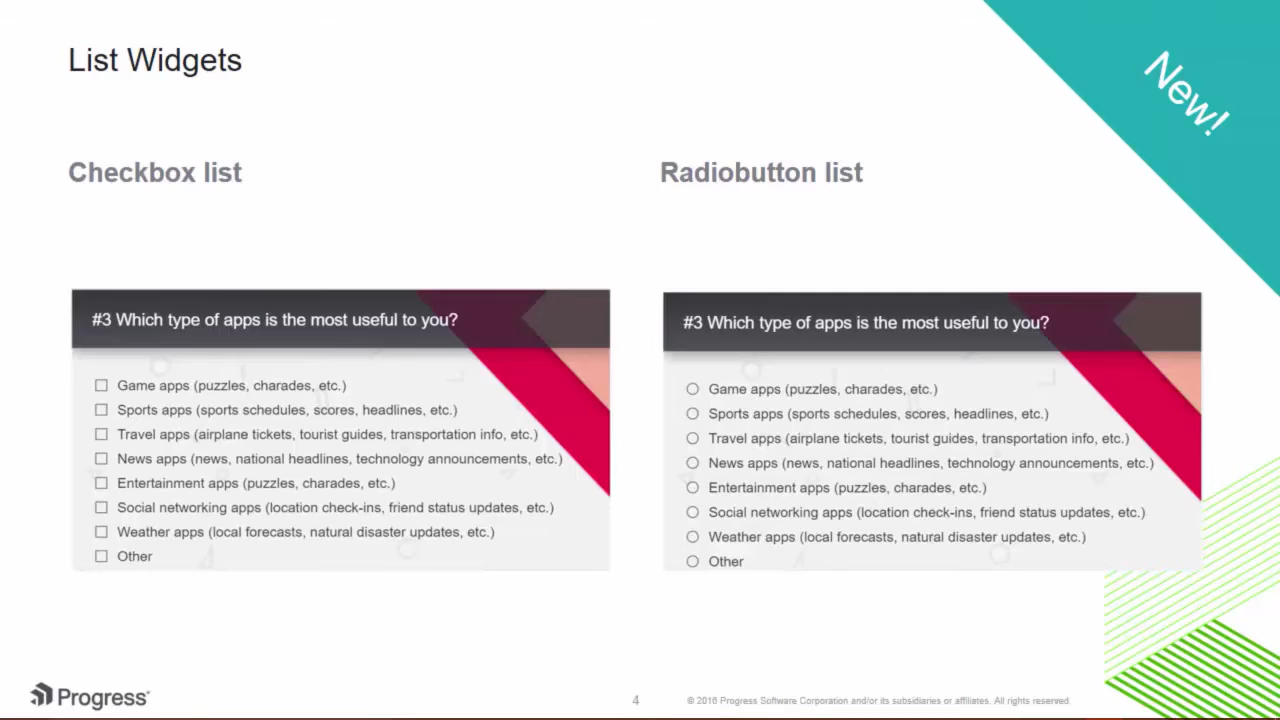 List Widgets
New!
Checkbox list
#3 Which type of apps is the most useful to you?
Game apps (puzzles, charades, etc.)
Sports apps (sports schedules, scores, headlines, etc.)
Travel apps (airplane tickets, tourist guides, transportation info, etc.)
News apps (news, national headlines, technology announcements, etc.)
Entertainment apps (puzzles, charades, etc.)
Social networking apps (location check-ins, friend status updates, etc.)
Weather apps (local forecasts, natural disaster updates, etc.)
Other
Radiobutton list
#3 Which type of apps is the most useful to you?
Game apps (puzzles, charades, etc.)
Sports apps (sports schedules, scores, headlines, etc.)
Travel apps (airplane tickets, tourist guides, transportation info, etc.)
News apps (news, national headlines, technology announcements, etc.)
Entertainment apps (puzzles, charades, etc.)
Social networking apps (location check-ins, friend status updates, etc.)
Weather apps (local forecasts, natural disaster updates, etc.)
Other
Progress
4
© 2016 Progress Software Corporation and/or its subsidiaries or affiliates. All rights reserved.